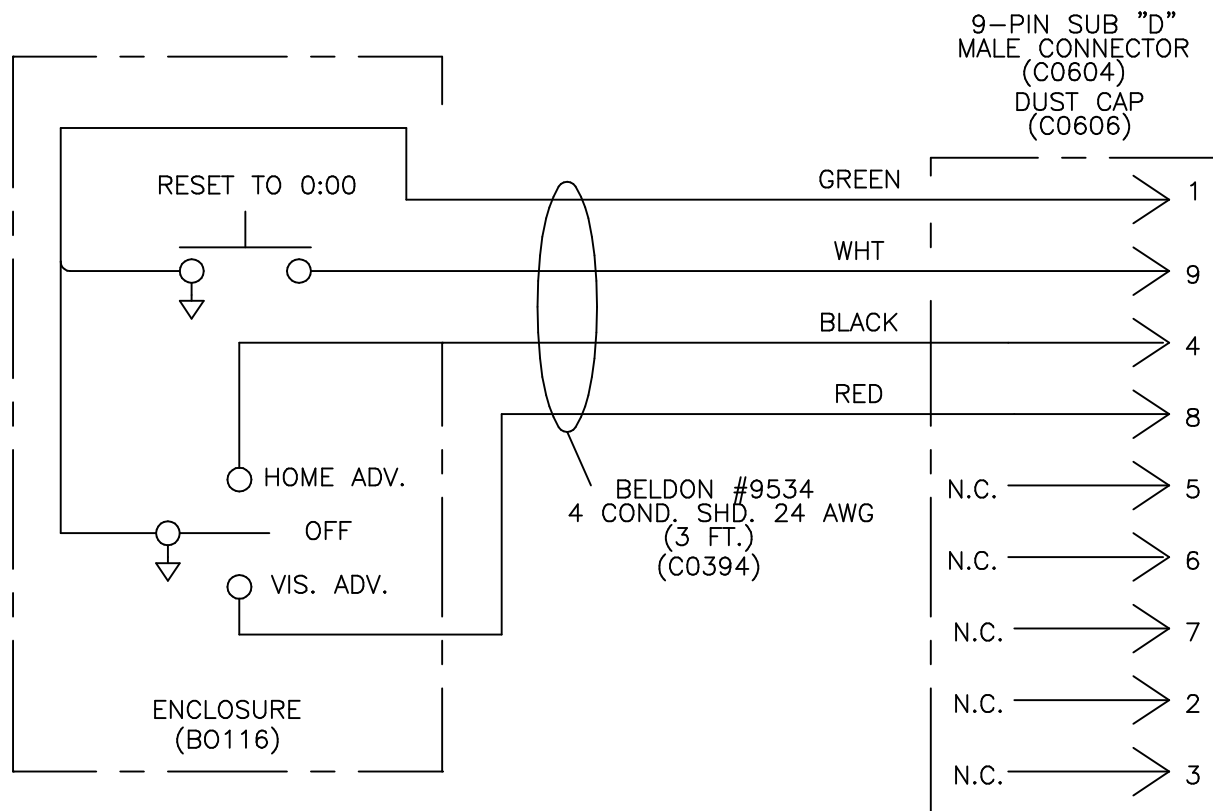 9-PIN SUB "D"
MALE CONNECTOR
(C0604)
DUST CAP
(C0606)
RESET TO 0:00
GREEN
1
WHT
9
BLACK
4
RED
8
HOME ADV.
OFF
VIS. ADV.
BELDON #9534
4 COND. SHD. 24 AWG
(3 FT.)
(C0394)
N.C.
5
N.C.
6
N.C.
7
N.C.
2
N.C.
3
ENCLOSURE
(B0116)